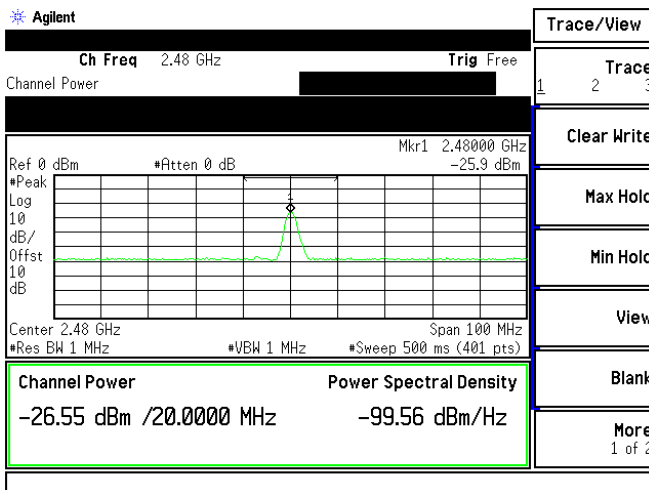 Agilent
Trace/View
Ch Freq 2.48 GHz Trig Free
Channel Power
Trace
1 2 3
Clear Write
Max Hold
Min Hold
View
Blank
More
1 of 2
Mkr1 2.48000 GHz
Ref 0 dBm #Atten 0 dB -25.9 dBm
#Peak
Log
10
dB/
Offst
10
dB
1
Center 2.48 GHz Span 100 MHz
#Res BW 1 MHz #VBW 1 MHz #Sweep 500 ms (401 pts)
Channel Power Power Spectral Density
-26.55 dBm /20.0000 MHz -99.56 dBm/Hz